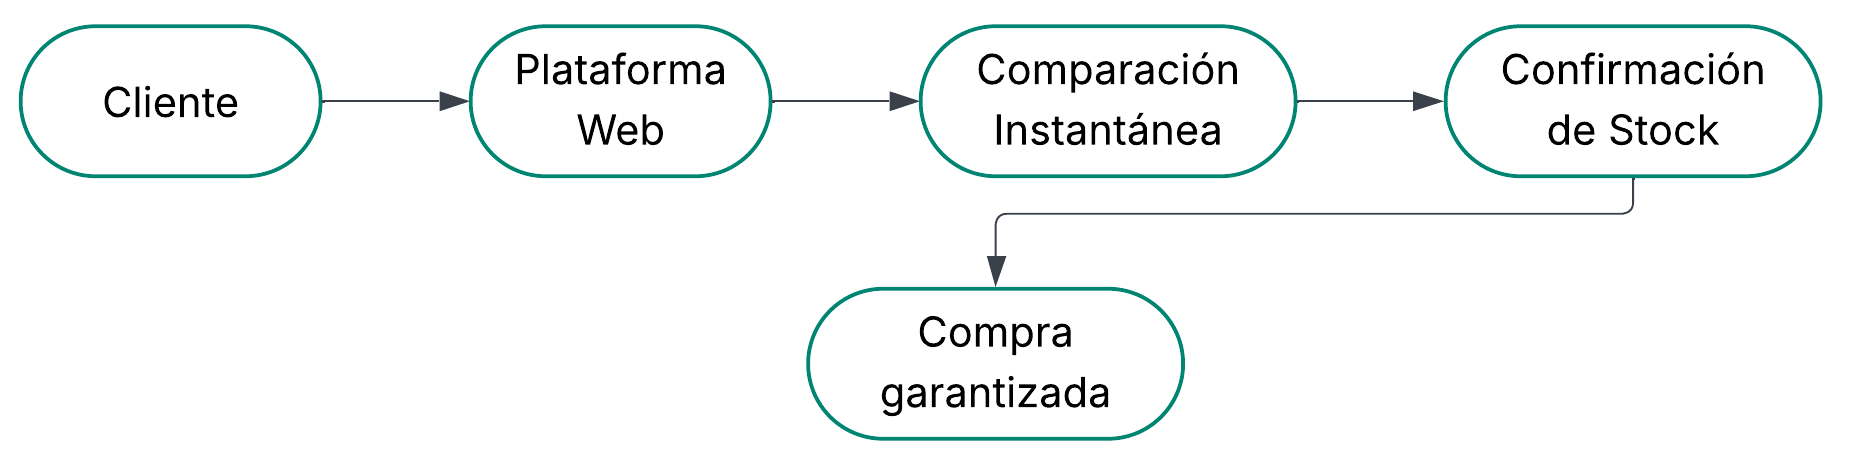 Cliente
Plataforma
Web
Comparación
Instantánea
Confirmación
de Stock
Compra
garantizada